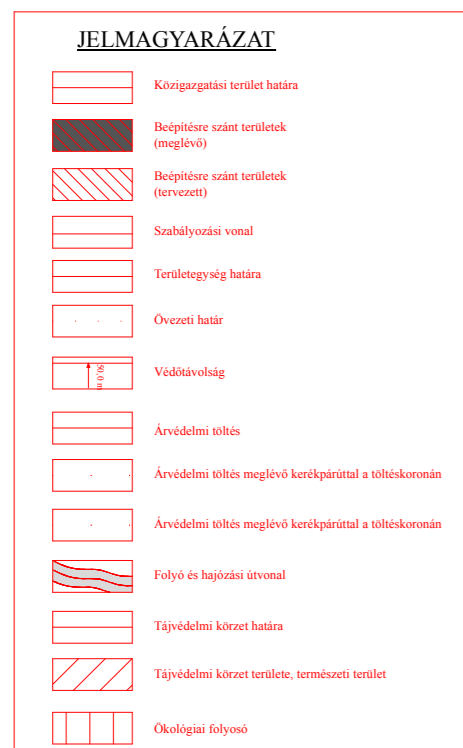 JELMAGYARÁZAT
Közigazgatási terület határa
Beépítésre szánt területek
(meglévő)
Beépítésre szánt területek
(tervezett)
Szabályozási vonal
Területegység határa
Övezeti határ
50,0 m
Védőtávolság
Árvédelmi töltés
Árvédelmi töltés meglévő kerékpárúttal a töltéskoronán
Árvédelmi töltés meglévő kerékpárúttal a töltéskoronán
Folyó és hajózási útvonal
Tájvédelmi körzet határa
Tájvédelmi körzet területe, természeti terület
Ökológiai folyosó